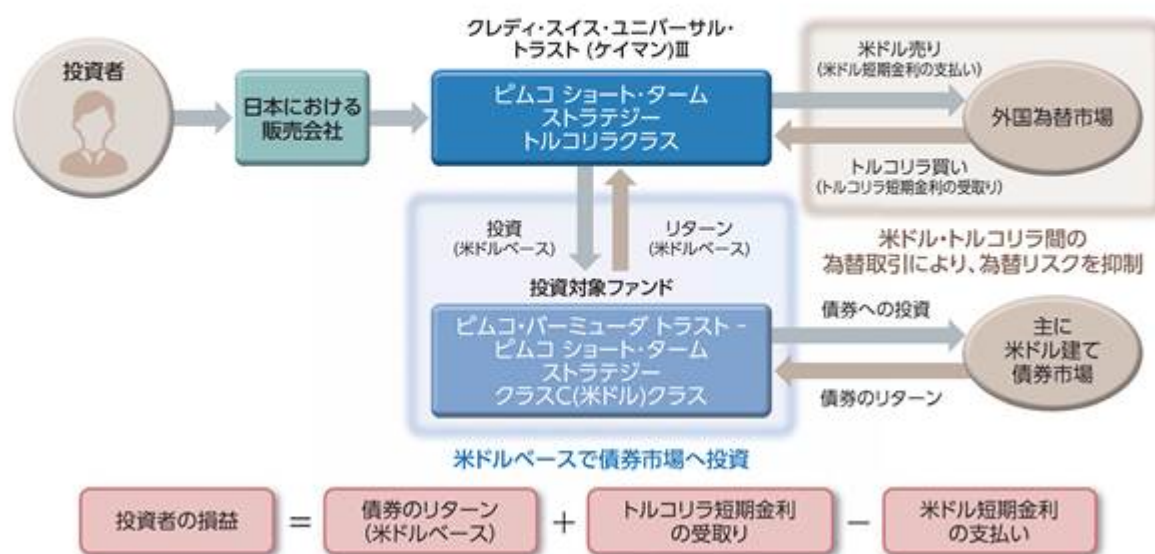 クレディ・スイス・ユニバーサル・
トラスト(ケイマン)Ⅲ
投資者
日本における
販売会社
ピムコ ショート・ターム
ストラテジー
トルコリラクラス
米ドル売り
(米ドル短期金利の支払い)
外国為替市場
トルコリラ買い
(トルコリラ短期金利の受取り)
米ドル・トルコリラ間の
為替取引により、為替リスクを抑制
投資
(米ドルベース)
リターン
(米ドルベース)
投資対象ファンド
ピムコ・バーミューダ トラスト -
ピムコ ショート・ターム
ストラテジー
クラスC(米ドル)クラス
債券への投資
債券のリターン
主に
米ドル建て
債券市場
米ドルベースで債券市場へ投資
投資者の損益
=
債券のリターン
(米ドルベース)
+
トルコリラ短期金利
の受取り
-
米ドル短期金利
の支払い